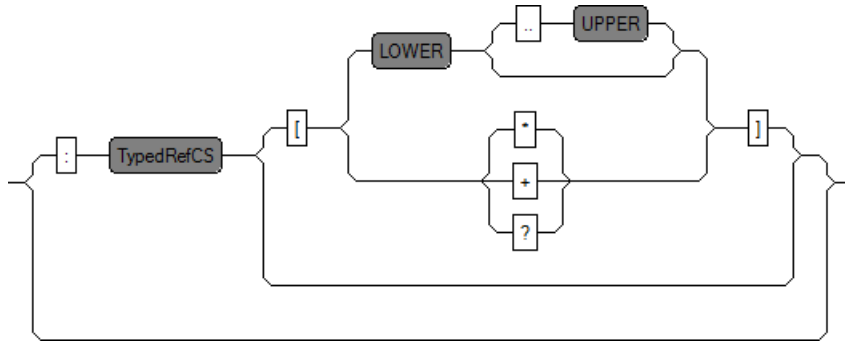 .. UPPER
LOWER
[ * ]
: TypedRefCS
+
?